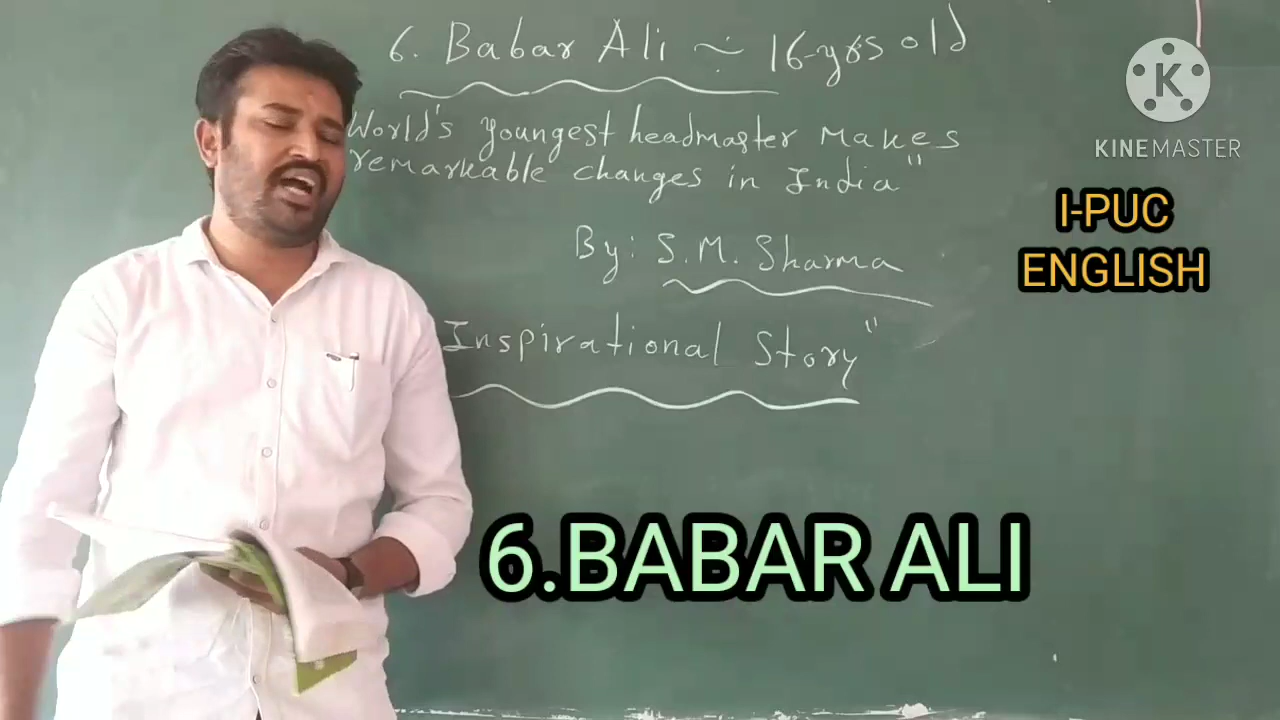 6. Babar Ali ~ 16-yrs old
World's youngest headmaster makes
remarkable changes in India"
By: S.M. Sharma
Inspirational Story"
K
KINEMASTER
I-PUC
ENGLISH
6.BABAR ALI